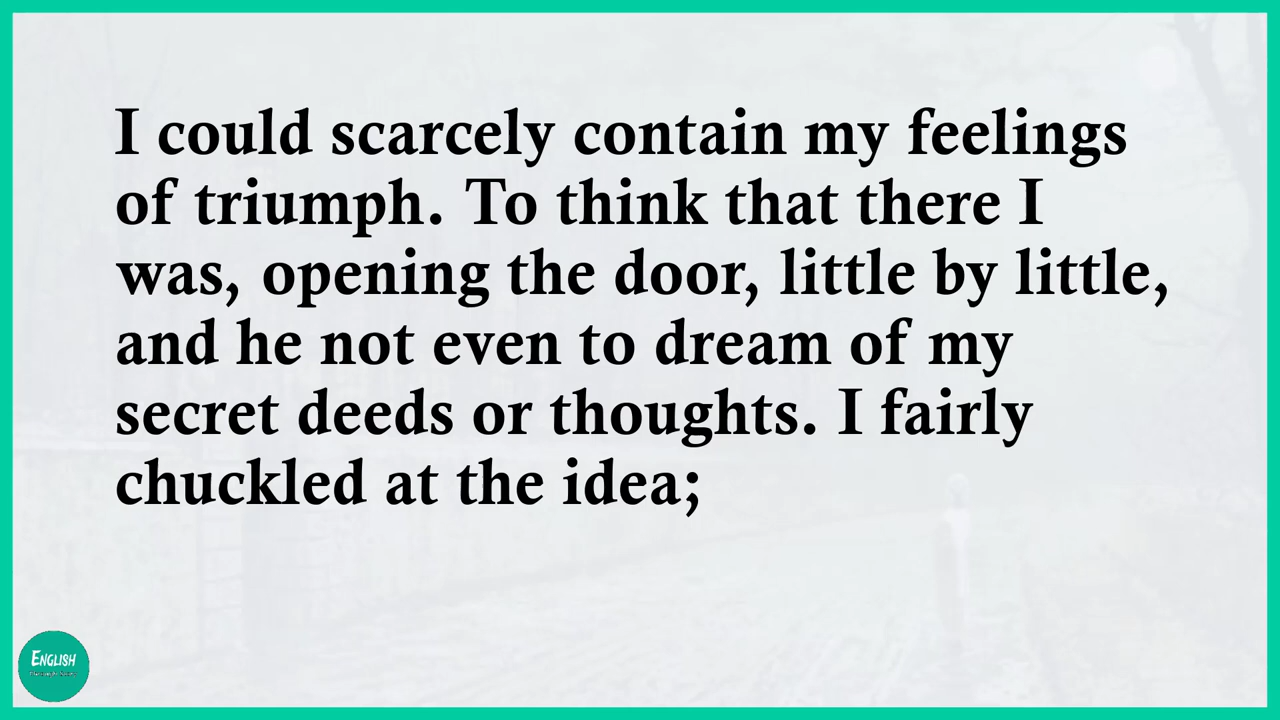 I could scarcely contain my feelings
of triumph. To think that there I
was, opening the door, little by little,
and he not even to dream of my
secret deeds or thoughts. I fairly
chuckled at the idea;
ENGLISH